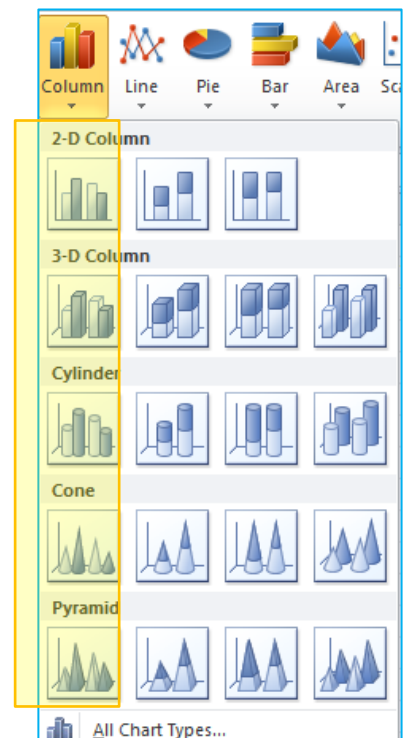 Column Line Pie Bar Area
2-D Column
3-D Column
Cylinder
Cone
Pyramid
All Chart Types...